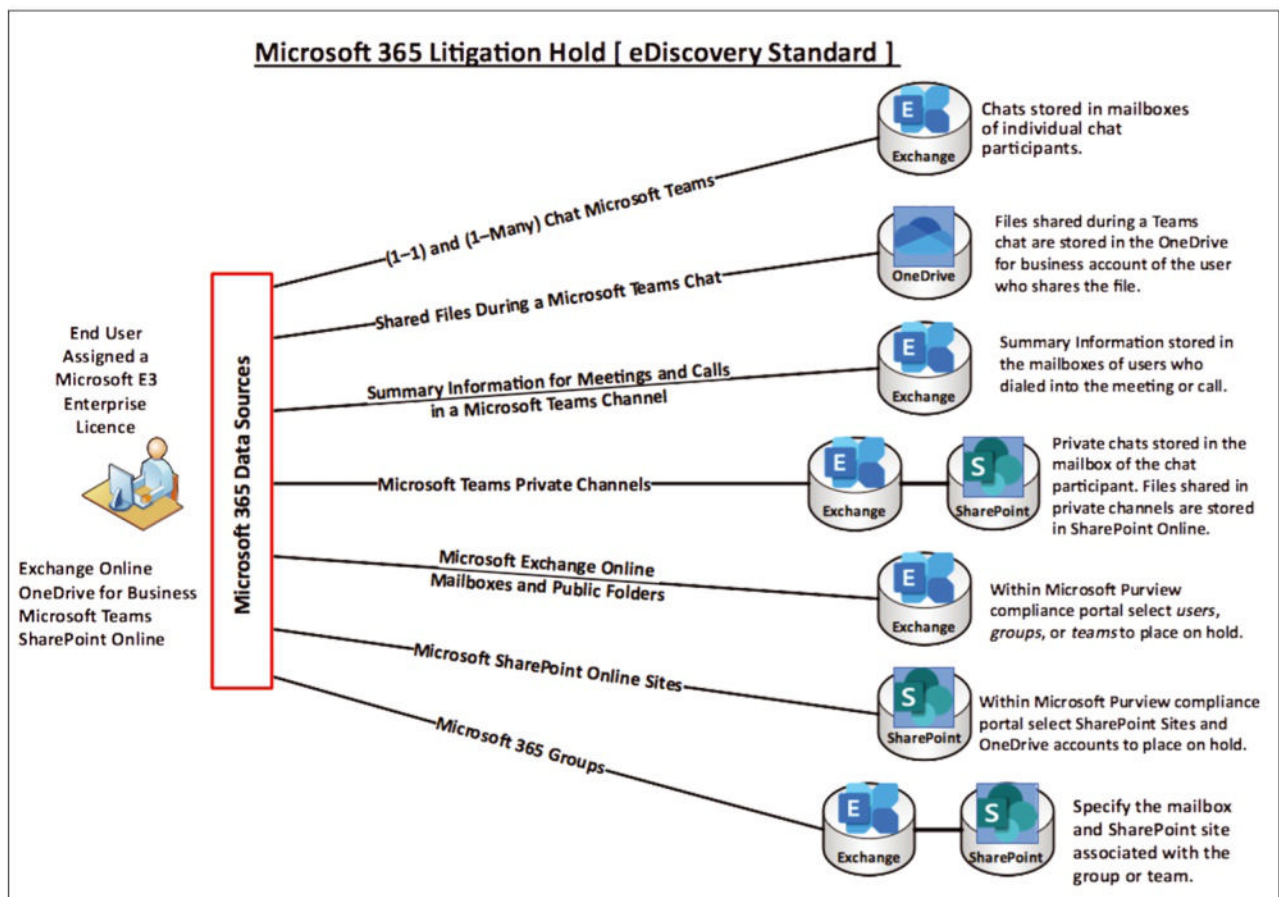 Microsoft 365 Litigation Hold [ eDiscovery Standard ]
E
Exchange
Chats stored in mailboxes
of individual chat
participants.
(1–1) and (1–Many) Chat Microsoft Teams
OneDrive
Files shared during a Teams
chat are stored in the OneDrive
for business account of the user
who shares the file.
Shared Files During a Microsoft Teams Chat
End User
Assigned a
Microsoft E3
Enterprise
Licence
Exchange Online
OneDrive for Business
Microsoft Teams
SharePoint Online
Microsoft 365 Data Sources
E
Exchange
Summary Information stored in
the mailboxes of users who
dialed into the meeting or call.
Summary Information for Meetings and Calls
in a Microsoft Teams Channel
Microsoft Teams Private Channels
E
Exchange
S
SharePoint
Private chats stored in the
mailbox of the chat
participant. Files shared in
private channels are stored
in SharePoint Online.
Microsoft Exchange Online
Mailboxes and Public Folders
E
Exchange
Within Microsoft Purview
compliance portal select users,
groups, or teams to place on hold.
Microsoft SharePoint Online Sites
S
SharePoint
Within Microsoft Purview compliance
portal select SharePoint Sites and
OneDrive accounts to place on hold.
Microsoft 365 Groups
E
Exchange
S
SharePoint
Specify the mailbox
and SharePoint site
associated with the
group or team.